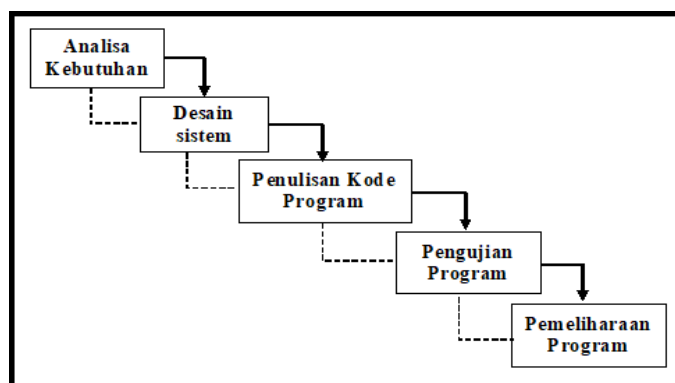 Analisa
Kebutuhan
Desain
sistem
Penulisan Kode
Program
Pengujian
Program
Pemeliharaan
Program